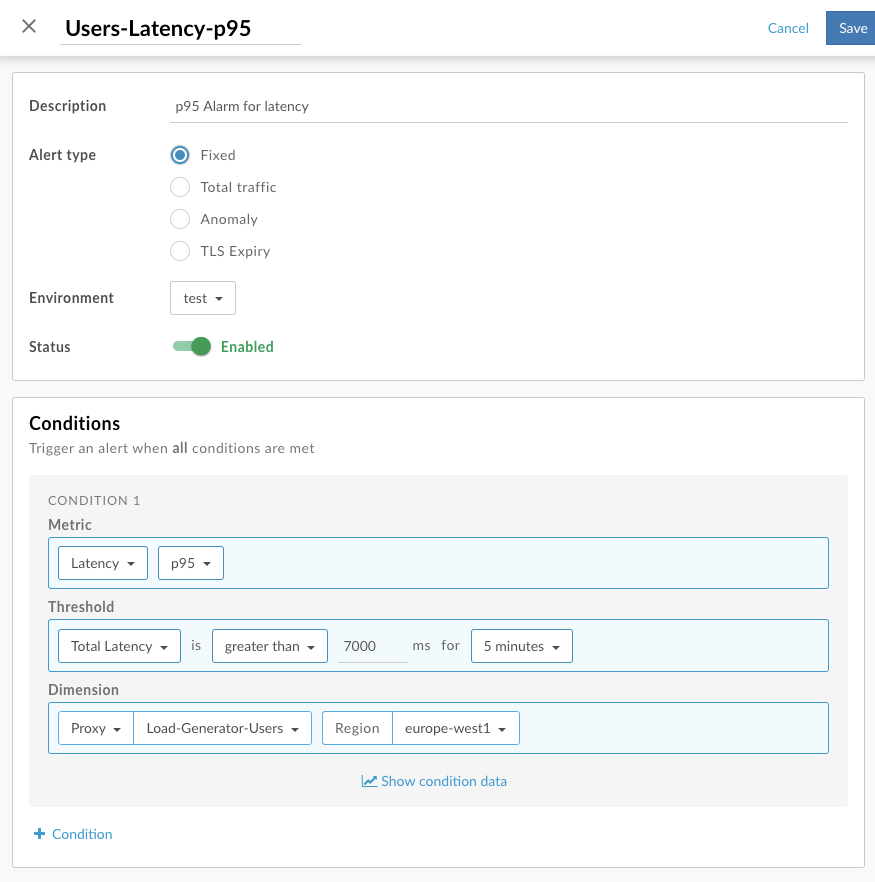 Users-Latency-p95
Cancel
Save
Description
p95 Alarm for latency
Alert type
Fixed
Total traffic
Anomaly
TLS Expiry
Environment
test
Status
Enabled
Conditions
Trigger an alert when all conditions are met
CONDITION 1
Metric
Latency p95
Threshold
Total Latency is greater than 7000 ms for 5 minutes
Dimension
Proxy Load-Generator-Users Region europe-west1
Show condition data
Condition